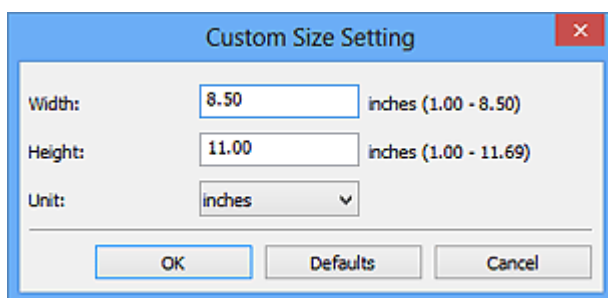 Custom Size Setting
Width: 8.50 inches (1.00 - 8.50)
Height: 11.00 inches (1.00 - 11.69)
Unit: inches
OK Defaults Cancel